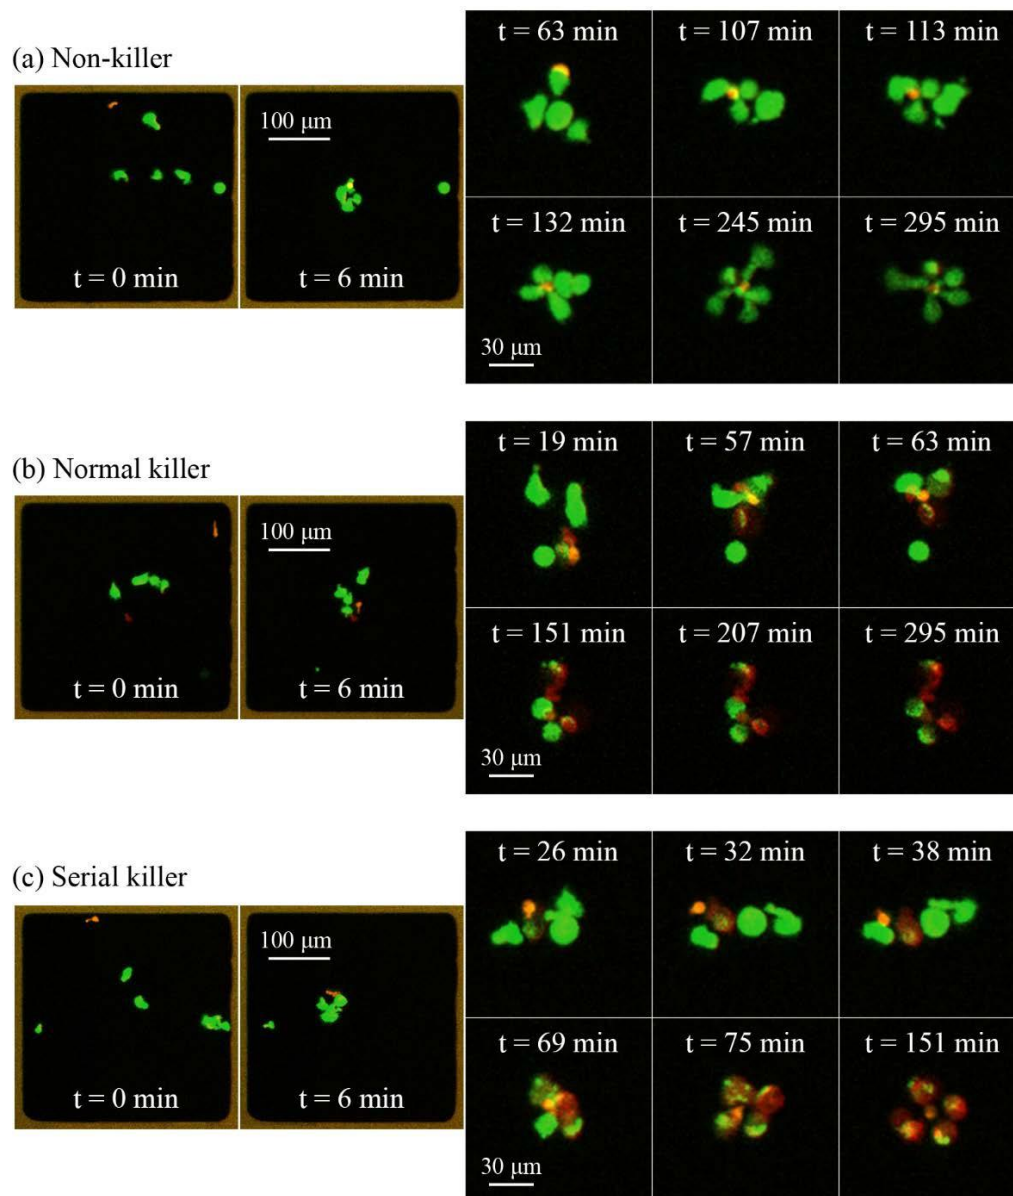 (a) Non-killer
100 μm
t = 0 min
t = 6 min
t = 63 min
t = 107 min
t = 113 min
t = 132 min
t = 245 min
t = 295 min
30 μm
(b) Normal killer
100 μm
t = 0 min
t = 6 min
t = 19 min
t = 57 min
t = 63 min
t = 151 min
t = 207 min
t = 295 min
30 μm
(c) Serial killer
100 μm
t = 0 min
t = 6 min
t = 26 min
t = 32 min
t = 38 min
t = 69 min
t = 75 min
t = 151 min
30 μm